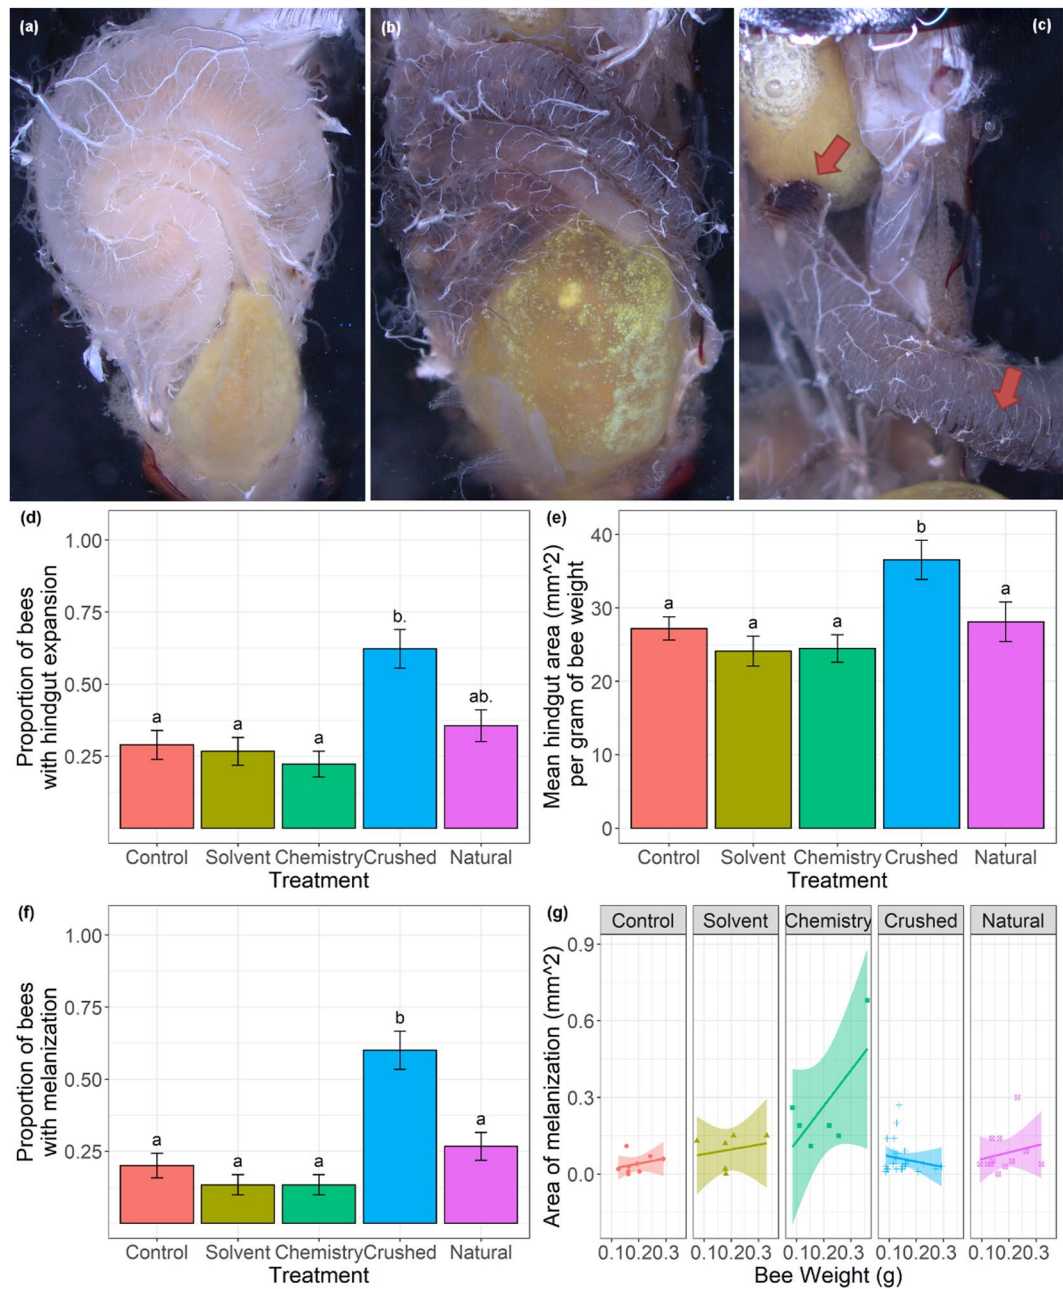 (a)
(b)
(c)
(d)
Proportion of bees
with hindgut expansion
1.00
0.75
0.50
0.25
a
a
a
b.
ab.
Control
Solvent
Chemistry
Crushed
Natural
Treatment
(e)
Mean hindgut area (mm^2)
per gram of bee weight
40
30
20
10
0
a
a
a
b
a
Control
Solvent
Chemistry
Crushed
Natural
Treatment
(f)
Proportion of bees
with melanization
1.00
0.75
0.50
0.25
a
a
a
b
a
Control
Solvent
Chemistry
Crushed
Natural
Treatment
(g)
Control
Solvent
Chemistry
Crushed
Natural
Area of melanization (mm^2)
0.9
0.6
0.3
0.0
0.10.20.3
0.10.20.3
0.10.20.3
0.10.20.3
0.10.20.3
Bee Weight (g)